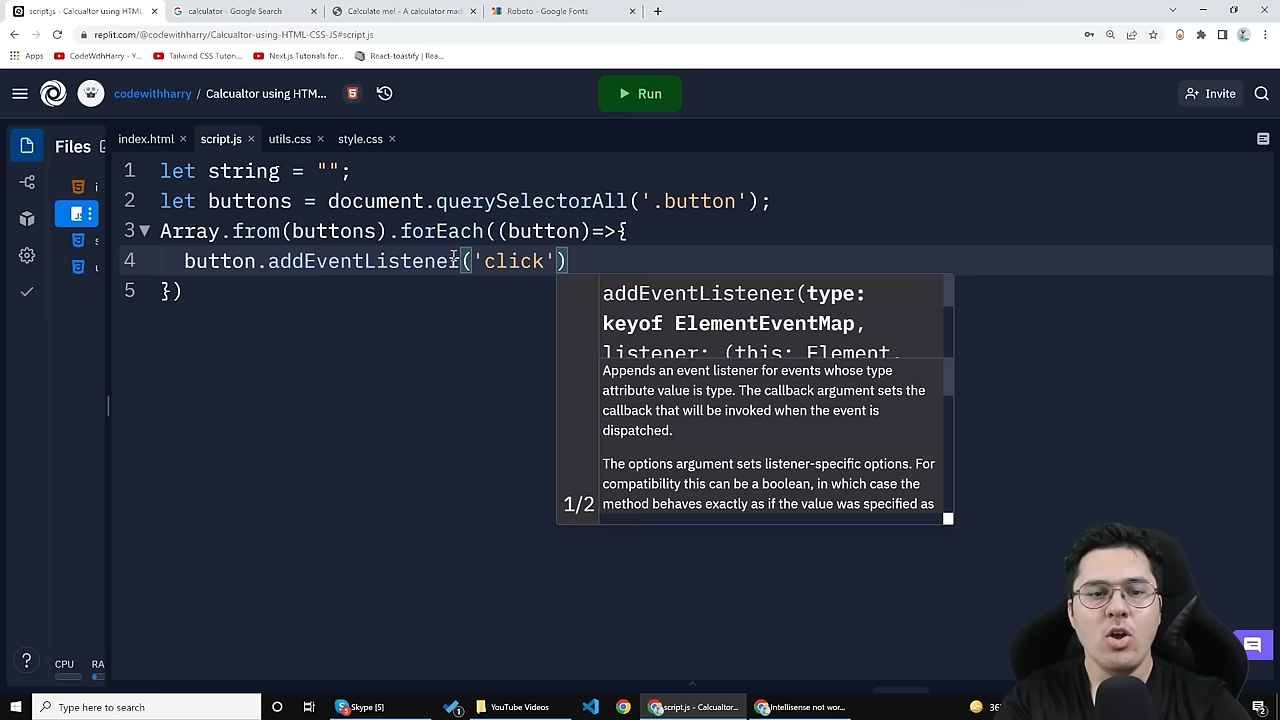 script.js - Calcualtor using HTML
calculator - Google Search
Calculate me! - A calculator mad
Roboto - Google Fonts
replit.com/@codewithharry/Calcualtor-using-HTML-CSS-JS#script.js
Apps
CodeWithHarry - Y...
Tailwind CSS Tutori...
Next.js Tutorials for...
React-toastify | Rea...
codewithharry / Calcualtor using HTM...
Run
Invite
Files
index.html
script.js
utils.css
style.css
1 let string = "";
2 let buttons = document.querySelectorAll('.button');
3 Array.from(buttons).forEach((button)=>{
4 button.addEventListener('click')
5 })
addEventListener(type:
keyof ElementEventMap,
listener: (this: Element,
Appends an event listener for events whose type
attribute value is type. The callback argument sets the
callback that will be invoked when the event is
dispatched.
The options argument sets listener-specific options. For
compatibility this can be a boolean, in which case the
method behaves exactly as if the value was specified as
1/2
CPU
RA
Type here to search
Skype [5]
1
YouTube Videos
script.js - Calcualtor...
Intellisense not wor...
36
2